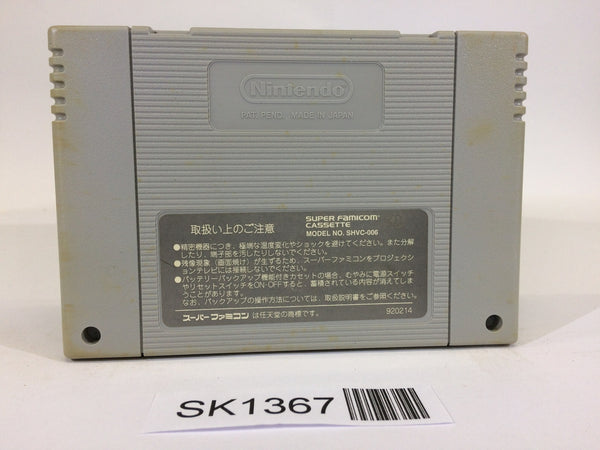 Nintendo
PAT. PEND. MADE IN JAPAN
取扱い上のご注意
SUPER FAMICOM
CASSETTE
MODEL NO. SHVC-006
●精密機器につき、極端な温度変化やショックを避けてください。また分解
したり、端子部を汚したりしないでください。
●残像現象(画面焼け)が生ずるため、スーパーファミコンをプロジェクシ
ョンテレビには接続しないでください。
●バッテリーバックアップ機能付きカセットの場合、むやみに電源スイッチ
やリセットスイッチをON・OFFすると、蓄積されている内容が消えてしま
うことがあります。
なお、バックアップの操作方法については、取扱説明書をご参照ください。
スーパーファミコン は任天堂の商標です。
920214
SK1367